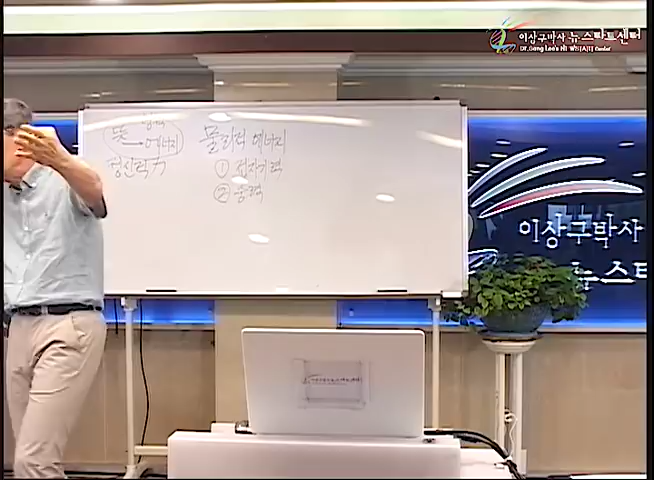 이상구박사 뉴스타트센터
Dr. Sang Lee's NEWSTART Center
뜻 → 에너지
정신력
물리적 에너지
① 전자기력
② 중력
이상구박사
뉴스타